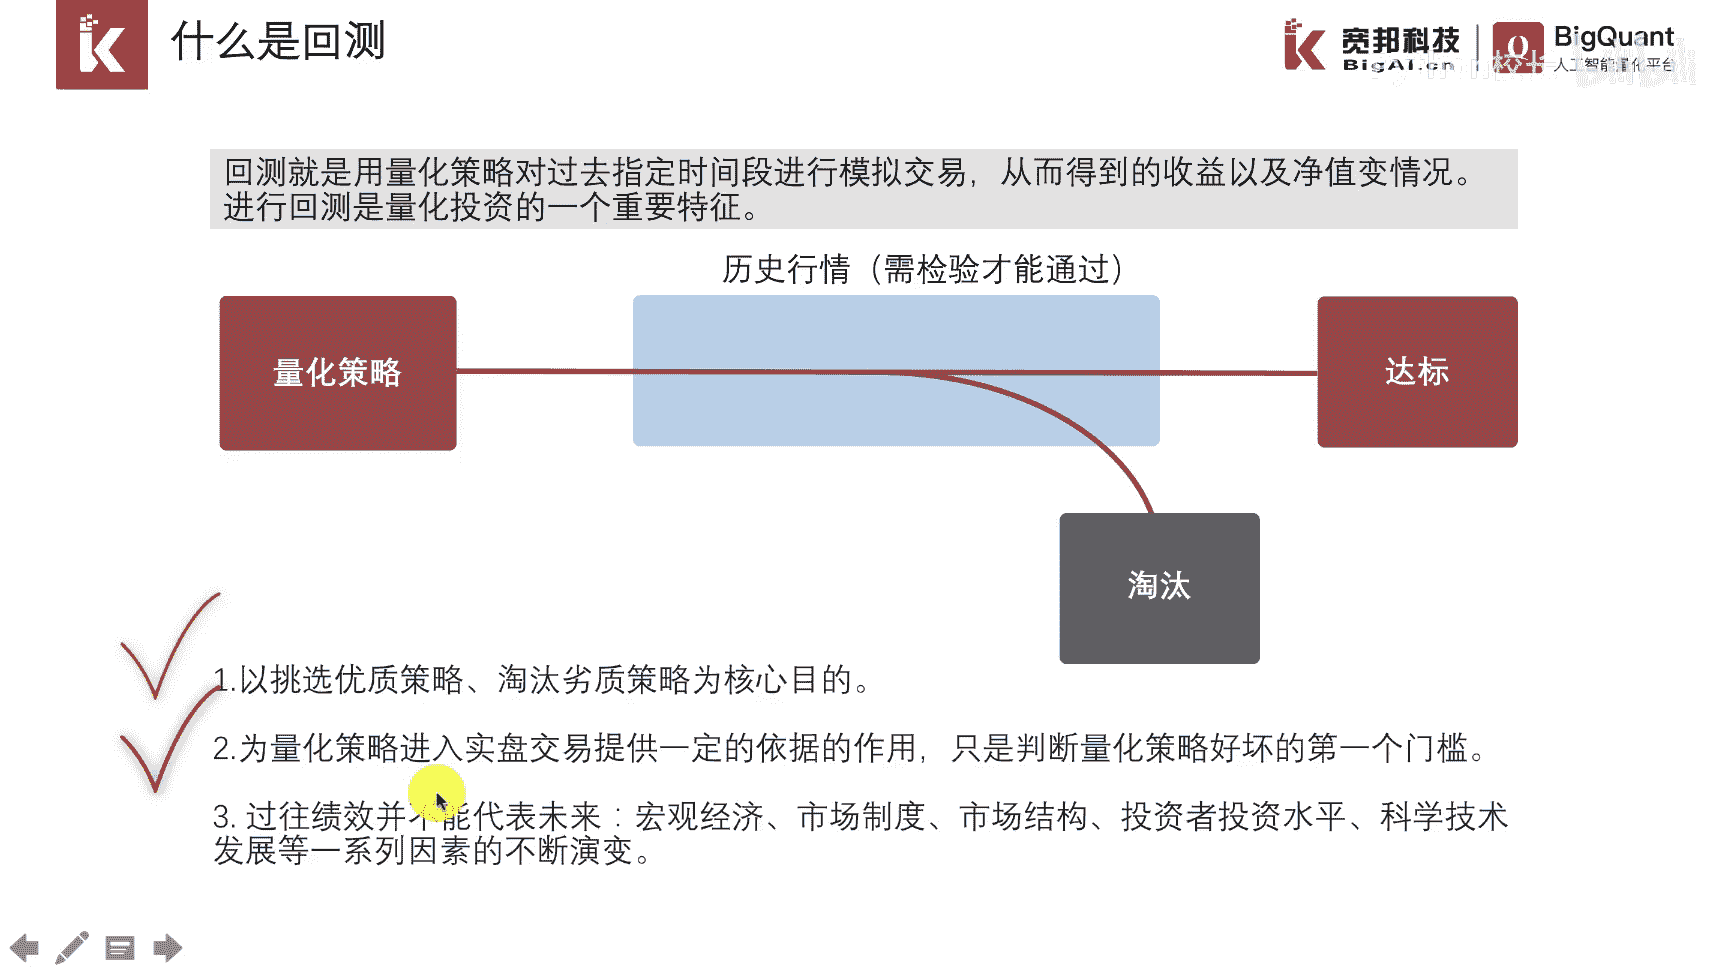 什么是回测
宽邦科技
BigAI.cn
BigQuant
人工智能量化平台
回测就是用量化策略对过去指定时间段进行模拟交易，从而得到的收益以及净值变情况。
进行回测是量化投资的一个重要特征。
历史行情（需检验才能通过）
量化策略
达标
淘汰
1.以挑选优质策略、淘汰劣质策略为核心目的。
2.为量化策略进入实盘交易提供一定的依据的作用，只是判断量化策略好坏的第一个门槛。
3. 过往绩效并不能代表未来：宏观经济、市场制度、市场结构、投资者投资水平、科学技术
发展等一系列因素的不断演变。